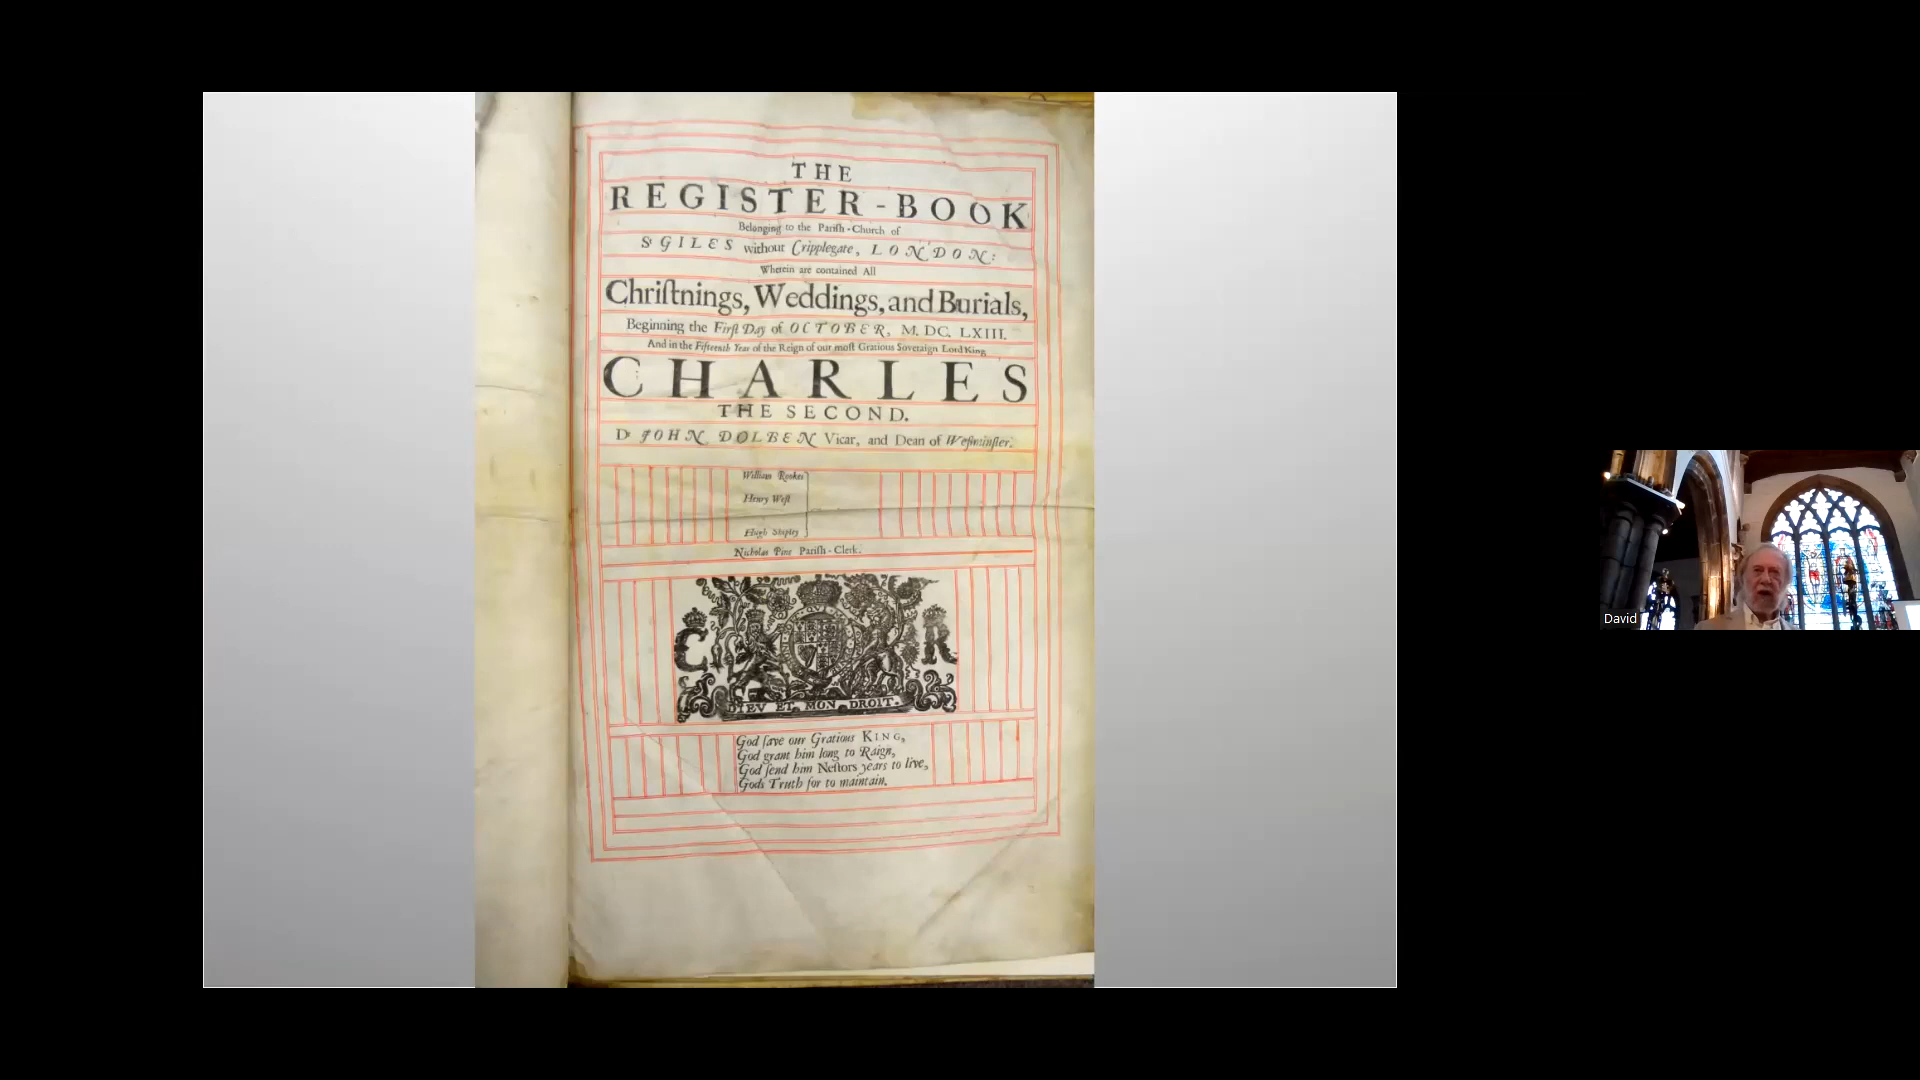 THE
REGISTER-BOOK
Belonging to the Pariſh-Church of
Sᵗ GILES without Cripplegate, LONDON:
Wherein are contained All
Chriſtnings, Weddings, and Burials,
Beginning the Firſt Day of OCTOBER, M. DC. LXIII.
And in the Fifteenth Year of the Reign of our moſt Gratious Soveraign Lord King
CHARLES
THE SECOND.
Dʳ JOHN DOLBEN Vicar, and Dean of Weſtminſter.
William Rookes
Henry Weſt
Hugh Shipley
Nicholas Pine Pariſh-Clerk.
C R
DIEV ET MON DROIT.
God ſave our Gratious KING,
God grant him long to Raign,
God ſend him Neſtors years to live,
Gods Truth for to maintain.
David